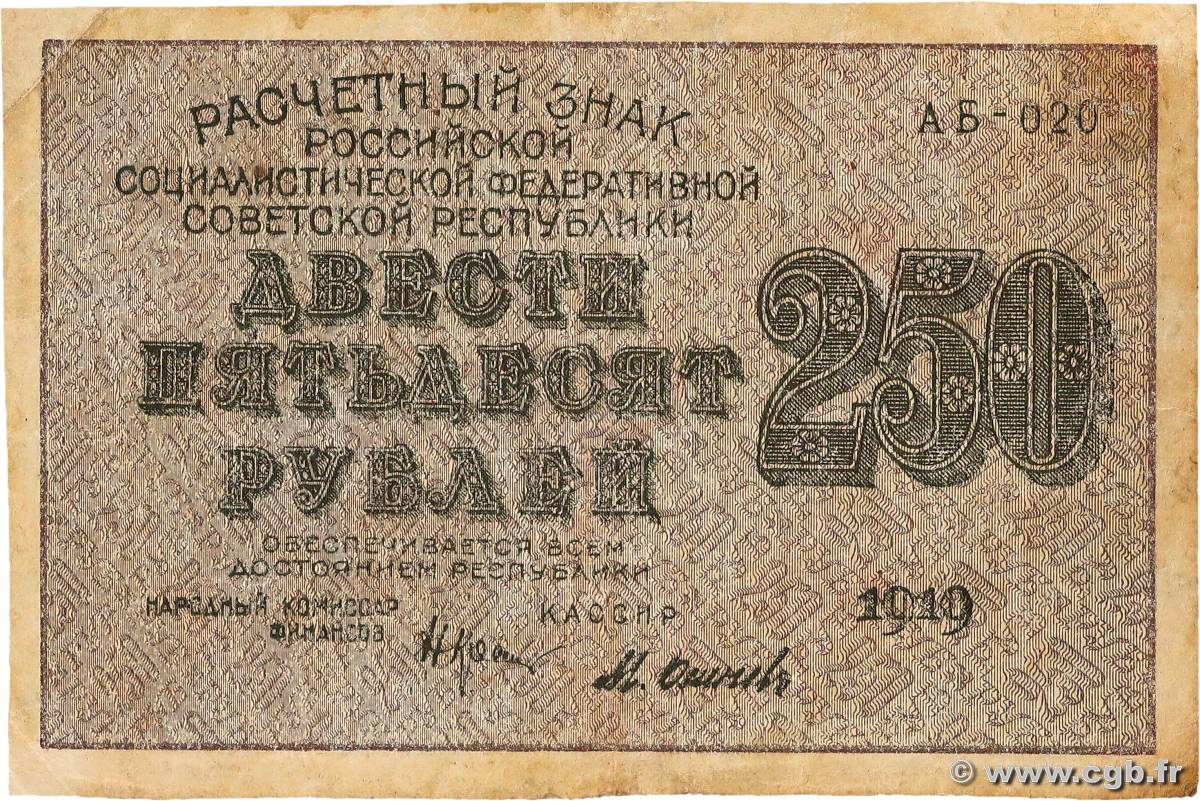 РАСЧЕТНЫЙ ЗНАК
АБ-020
РОССИЙСКОЙ
СОЦИАЛИСТИЧЕСКОЙ ФЕДЕРАТИВНОЙ
СОВЕТСКОЙ РЕСПУБЛИКИ
ДВЕСТИ
ПЯТЬДЕСЯТ
РУБЛЕЙ
250
ОБЕСПЕЧИВАЕТСЯ ВСЕМ
ДОСТОЯНИЕМ РЕСПУБЛИКИ
НАРОДНЫЙ КОМИССАР
ФИНАНСОВ
КАССИР
1919
© www.cgb.fr